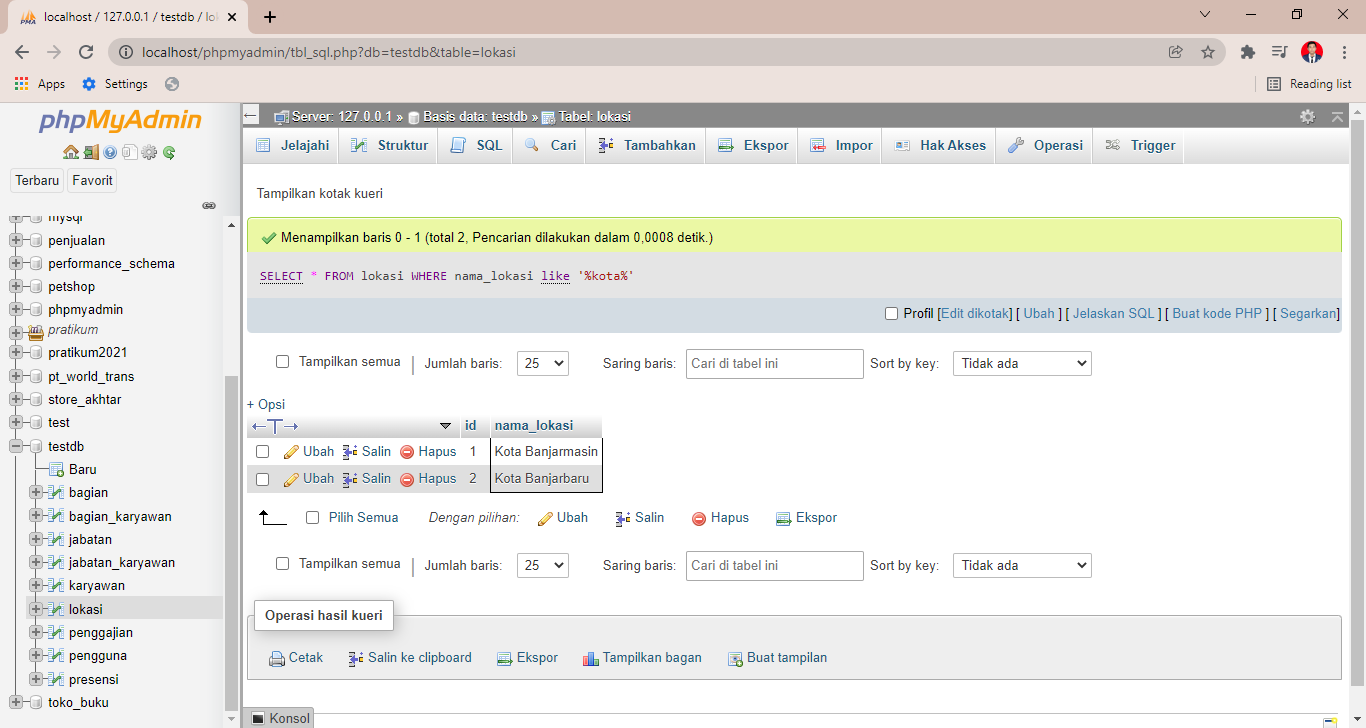 localhost / 127.0.0.1 / testdb / lol
localhost/phpmyadmin/tbl_sql.php?db=testdb&table=lokasi
Apps Settings Reading list
phpMyAdmin
Terbaru Favorit
mysql
penjualan
performance_schema
petshop
phpmyadmin
pratikum
pratikum2021
pt_world_trans
store_akhtar
test
testdb
Baru
bagian
bagian_karyawan
jabatan
jabatan_karyawan
karyawan
lokasi
penggajian
pengguna
presensi
toko_buku
Server: 127.0.0.1 » Basis data: testdb » Tabel: lokasi
Jelajahi Struktur SQL Cari Tambahkan Ekspor Impor Hak Akses Operasi Trigger
Tampilkan kotak kueri
Menampilkan baris 0 - 1 (total 2, Pencarian dilakukan dalam 0,0008 detik.)
SELECT * FROM lokasi WHERE nama_lokasi like '%kota%'
Profil [Edit dikotak] [ Ubah ] [ Jelaskan SQL ] [ Buat kode PHP ] [ Segarkan]
Tampilkan semua | Jumlah baris: 25 Saring baris: Cari di tabel ini Sort by key: Tidak ada
+ Opsi
←T→ id nama_lokasi
Ubah Salin Hapus 1 Kota Banjarmasin
Ubah Salin Hapus 2 Kota Banjarbaru
Pilih Semua Dengan pilihan: Ubah Salin Hapus Ekspor
Tampilkan semua | Jumlah baris: 25 Saring baris: Cari di tabel ini Sort by key: Tidak ada
Operasi hasil kueri
Cetak Salin ke clipboard Ekspor Tampilkan bagan Buat tampilan
Konsol